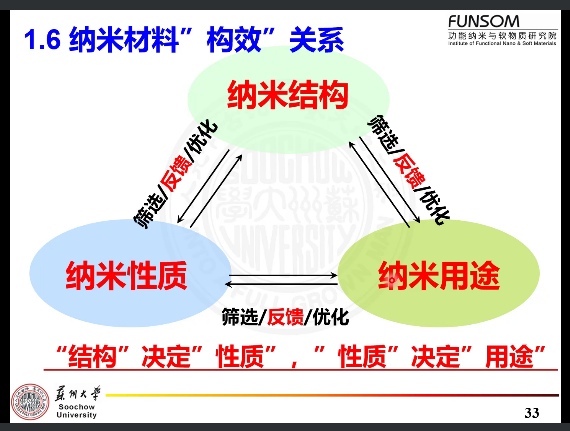 1.6 纳米材料”构效”关系
FUNSOM
功能纳米与软物质研究院
Institute of Functional Nano & Soft Materials
纳米结构
筛选/反馈/优化
筛选/反馈/优化
纳米性质
纳米用途
筛选/反馈/优化
“结构”决定”性质”，”性质”决定”用途”
蘇州大学
Soochow
University
33